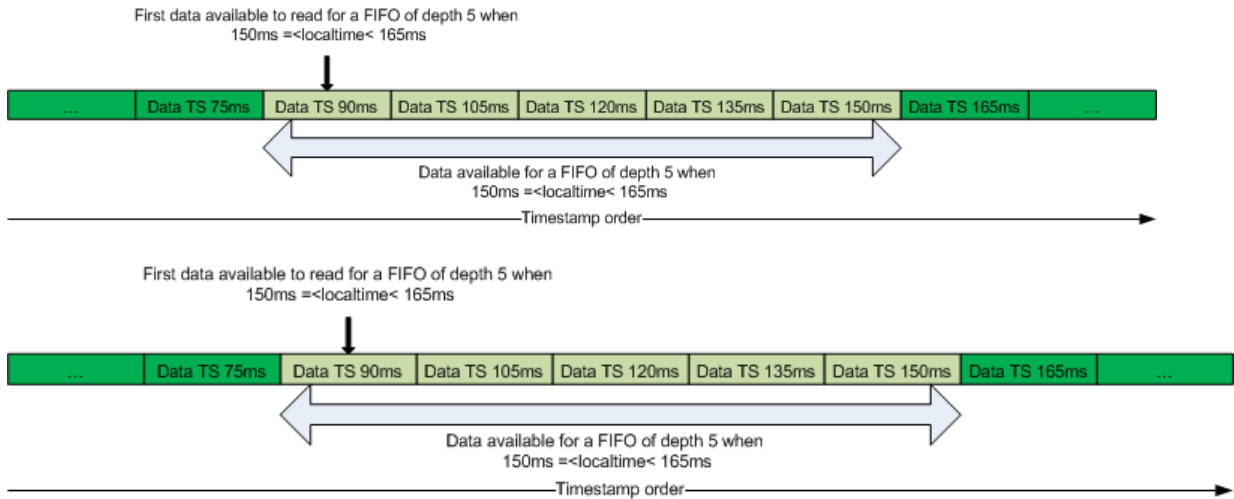 First data available to read for a FIFO of depth 5 when
150ms =<localtime< 165ms
... Data TS 75ms Data TS 90ms Data TS 105ms Data TS 120ms Data TS 135ms Data TS 150ms Data TS 165ms ...
Data available for a FIFO of depth 5 when
150ms =<localtime< 165ms
Timestamp order
First data available to read for a FIFO of depth 5 when
150ms =<localtime< 165ms
... Data TS 75ms Data TS 90ms Data TS 105ms Data TS 120ms Data TS 135ms Data TS 150ms Data TS 165ms ...
Data available for a FIFO of depth 5 when
150ms =<localtime< 165ms
Timestamp order